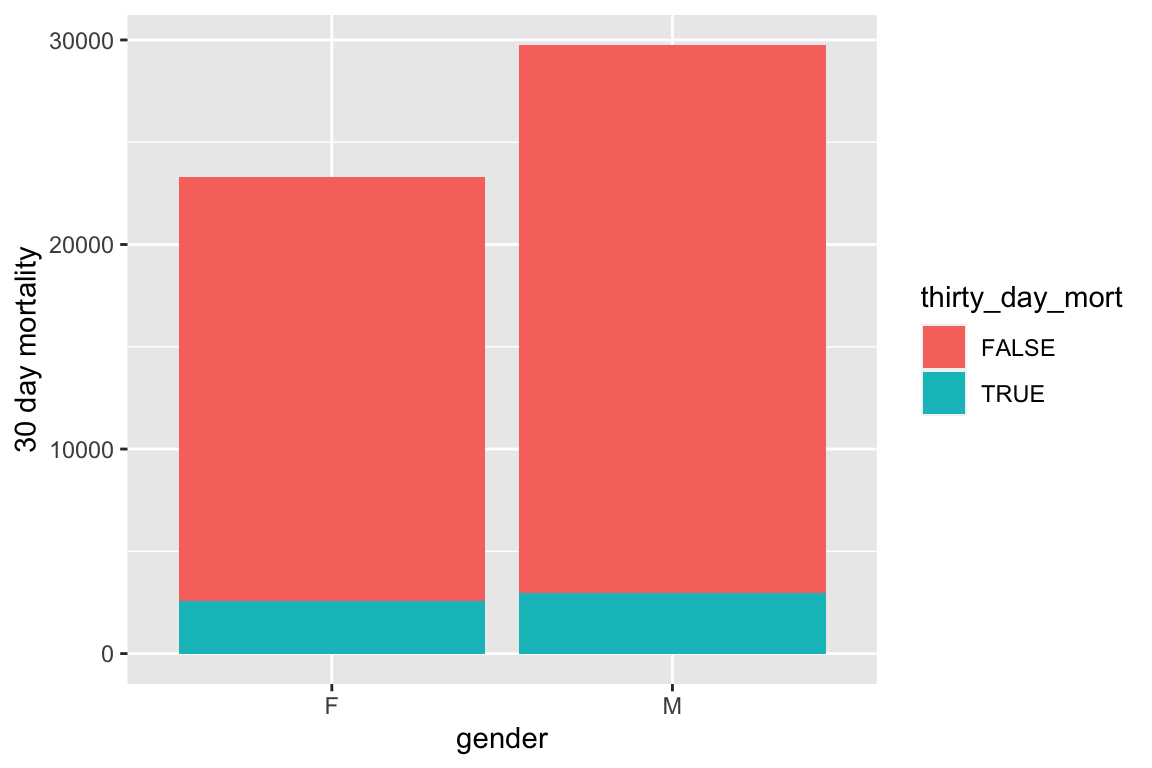 30 day mortality
30000
20000
10000
0
F
M
gender
thirty_day_mort
FALSE
TRUE